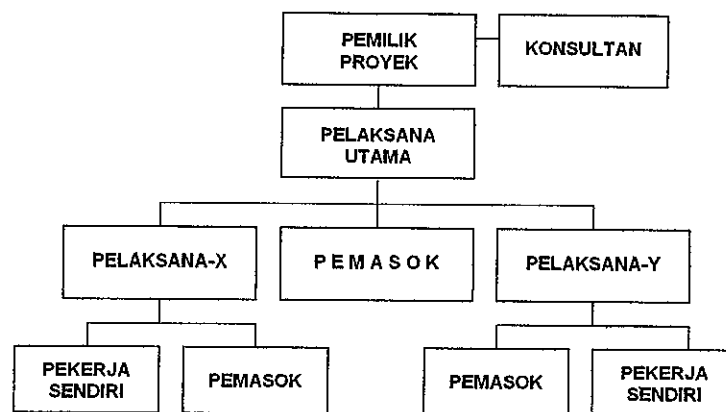 PEMILIK
PROYEK
KONSULTAN
PELAKSANA
UTAMA
PELAKSANA-X
P E M A S O K
PELAKSANA-Y
PEKERJA
SENDIRI
PEMASOK
PEMASOK
PEKERJA
SENDIRI